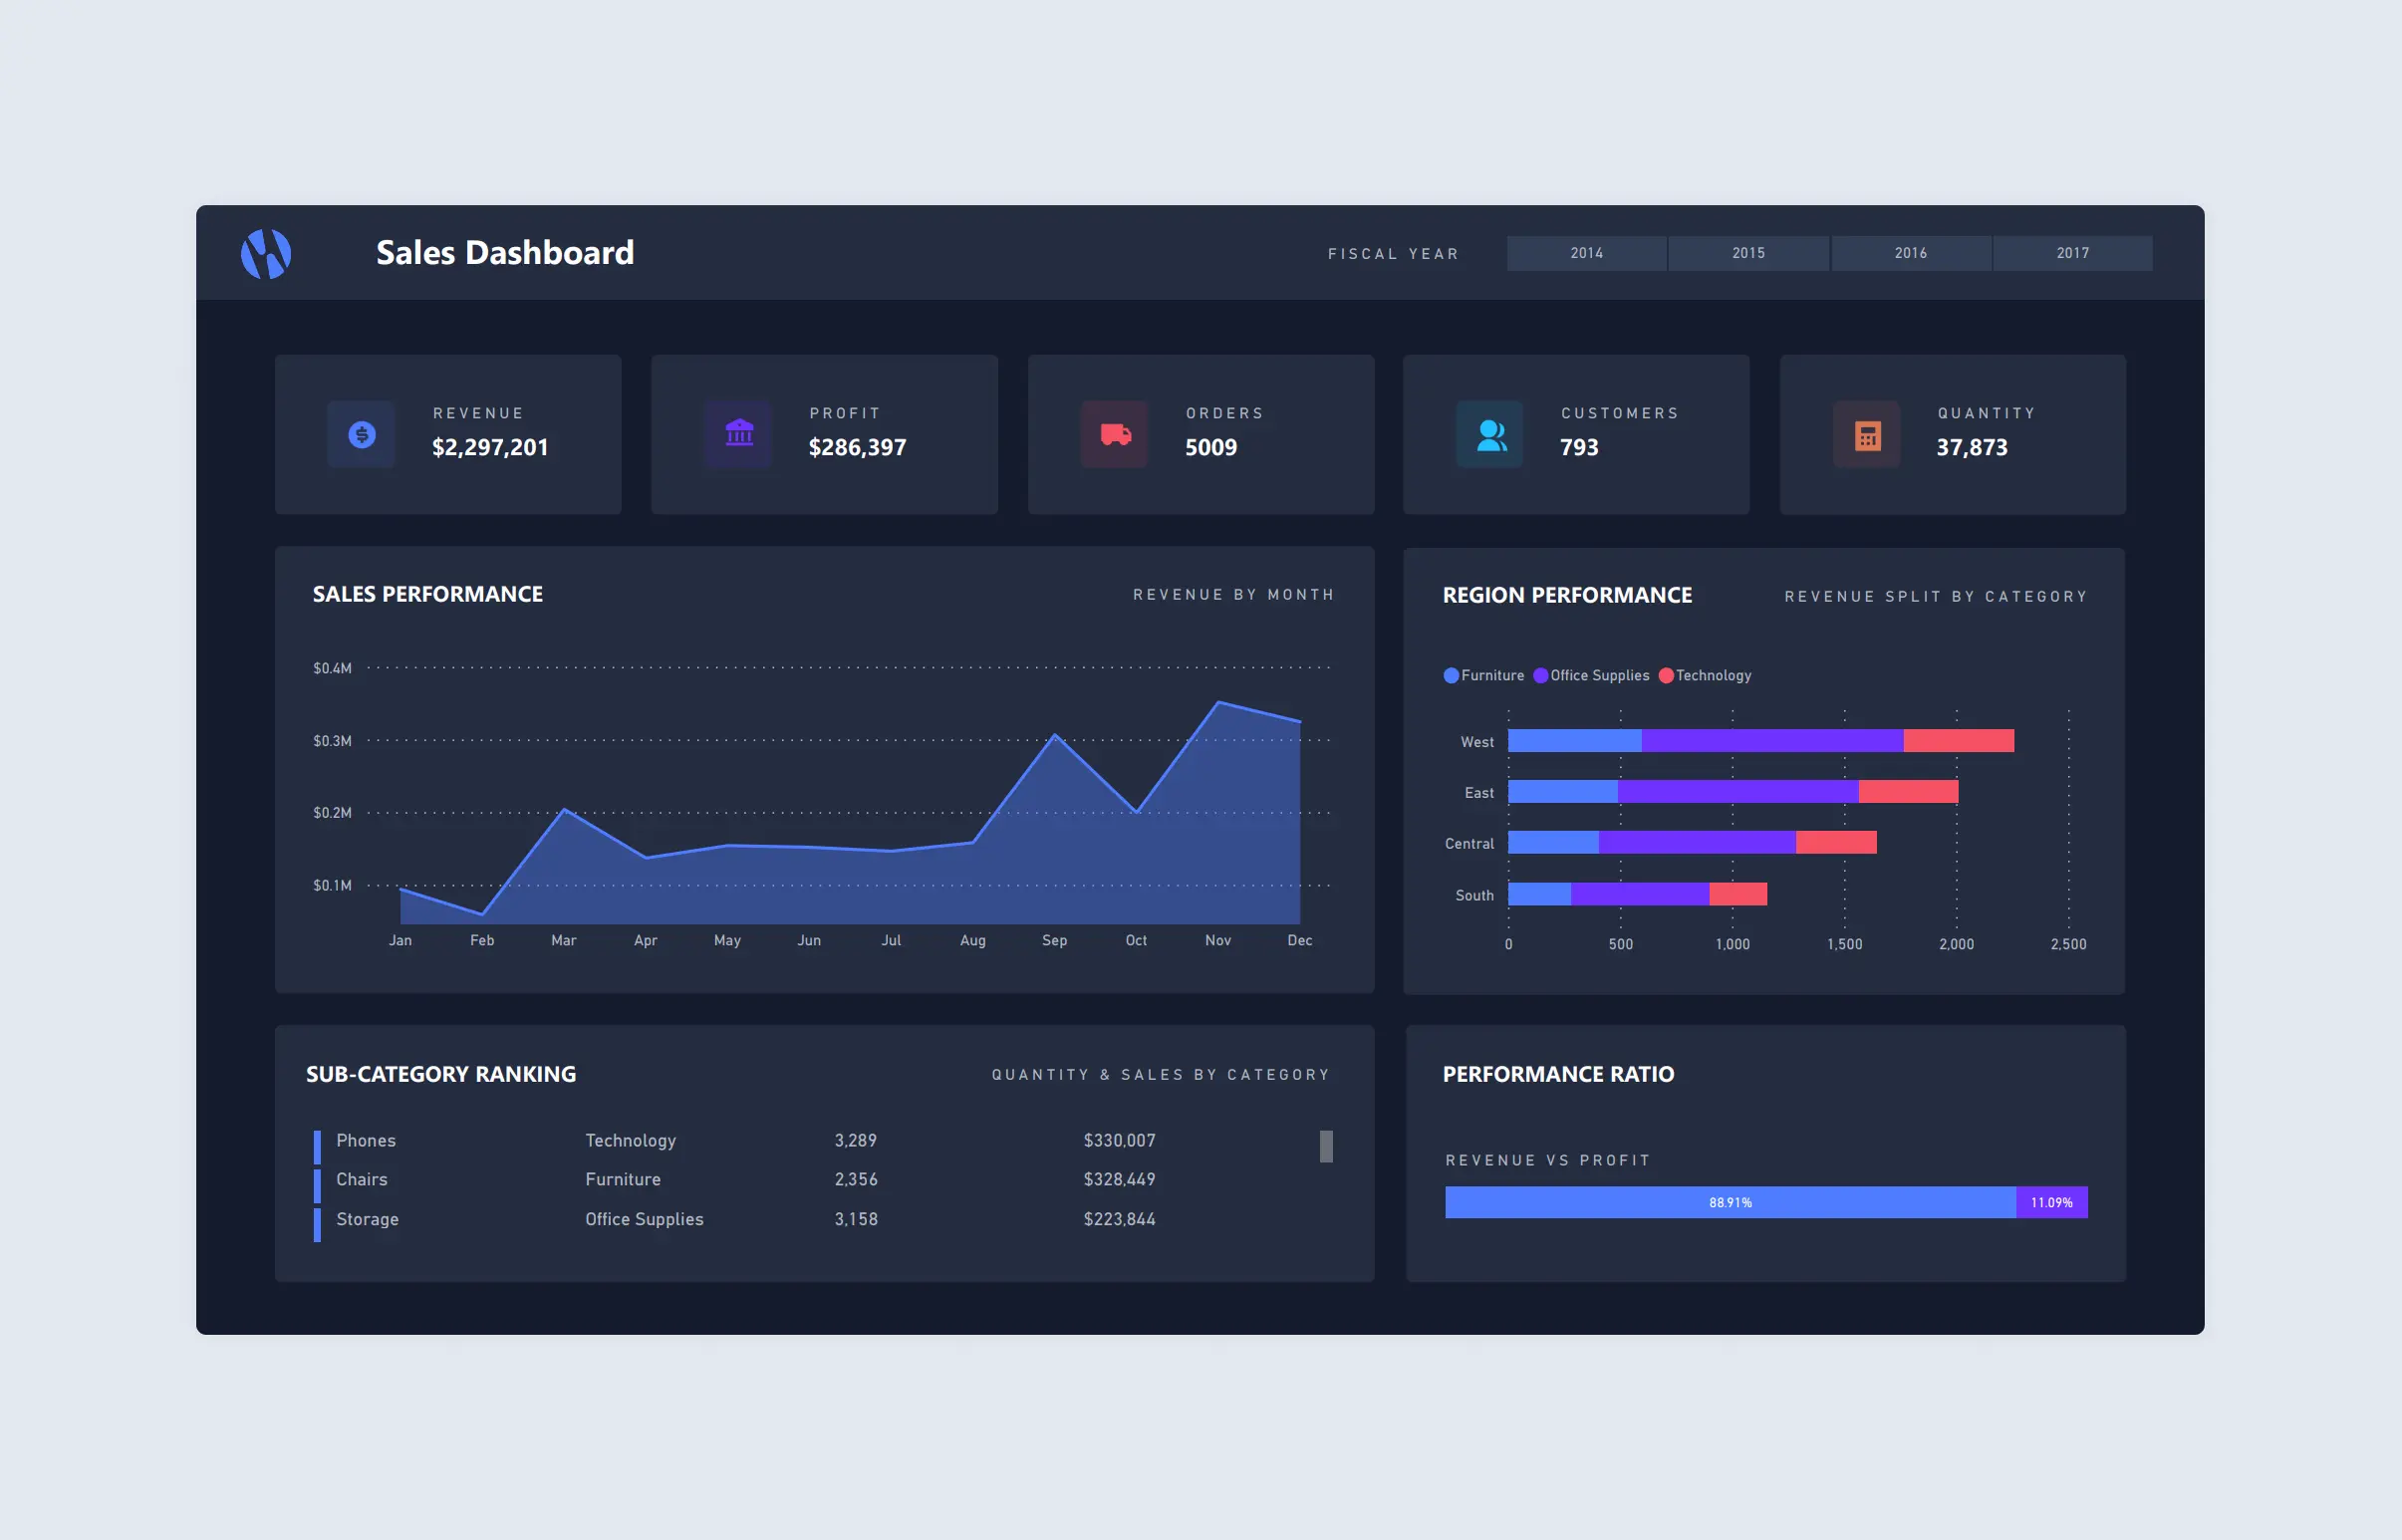 Sales Dashboard
FISCAL YEAR
2014 2015 2016 2017
REVENUE
$2,297,201
PROFIT
$286,397
ORDERS
5009
CUSTOMERS
793
QUANTITY
37,873
SALES PERFORMANCE
REVENUE BY MONTH
$0.4M
$0.3M
$0.2M
$0.1M
Jan Feb Mar Apr May Jun Jul Aug Sep Oct Nov Dec
REGION PERFORMANCE
REVENUE SPLIT BY CATEGORY
Furniture Office Supplies Technology
West
East
Central
South
0 500 1,000 1,500 2,000 2,500
SUB-CATEGORY RANKING
QUANTITY & SALES BY CATEGORY
Phones Technology 3,289 $330,007
Chairs Furniture 2,356 $328,449
Storage Office Supplies 3,158 $223,844
PERFORMANCE RATIO
REVENUE VS PROFIT
88.91% 11.09%